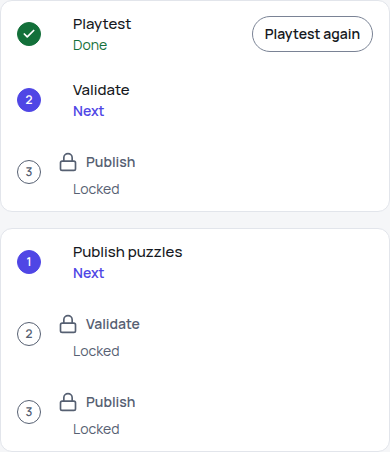 Playtest
Done
Playtest again
2
Validate
Next
3
Publish
Locked
1
Publish puzzles
Next
2
Validate
Locked
3
Publish
Locked